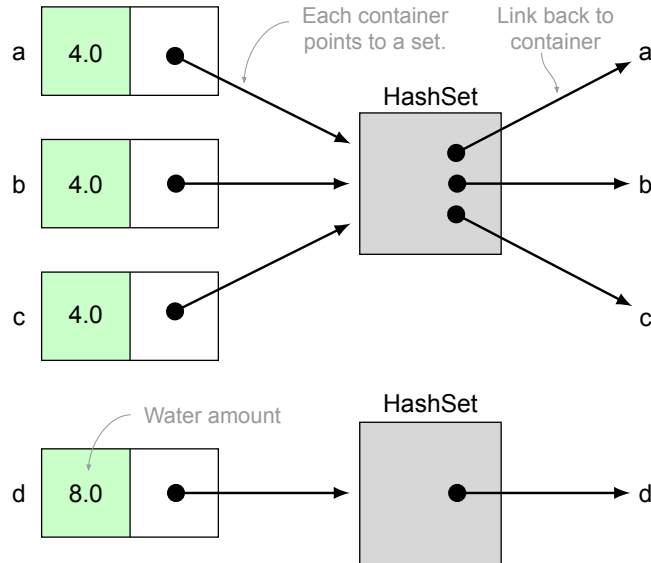 Each container
points to a set.
Link back to
container
a
4.0
a
HashSet
b
4.0
b
c
4.0
c
Water amount
HashSet
d
8.0
d